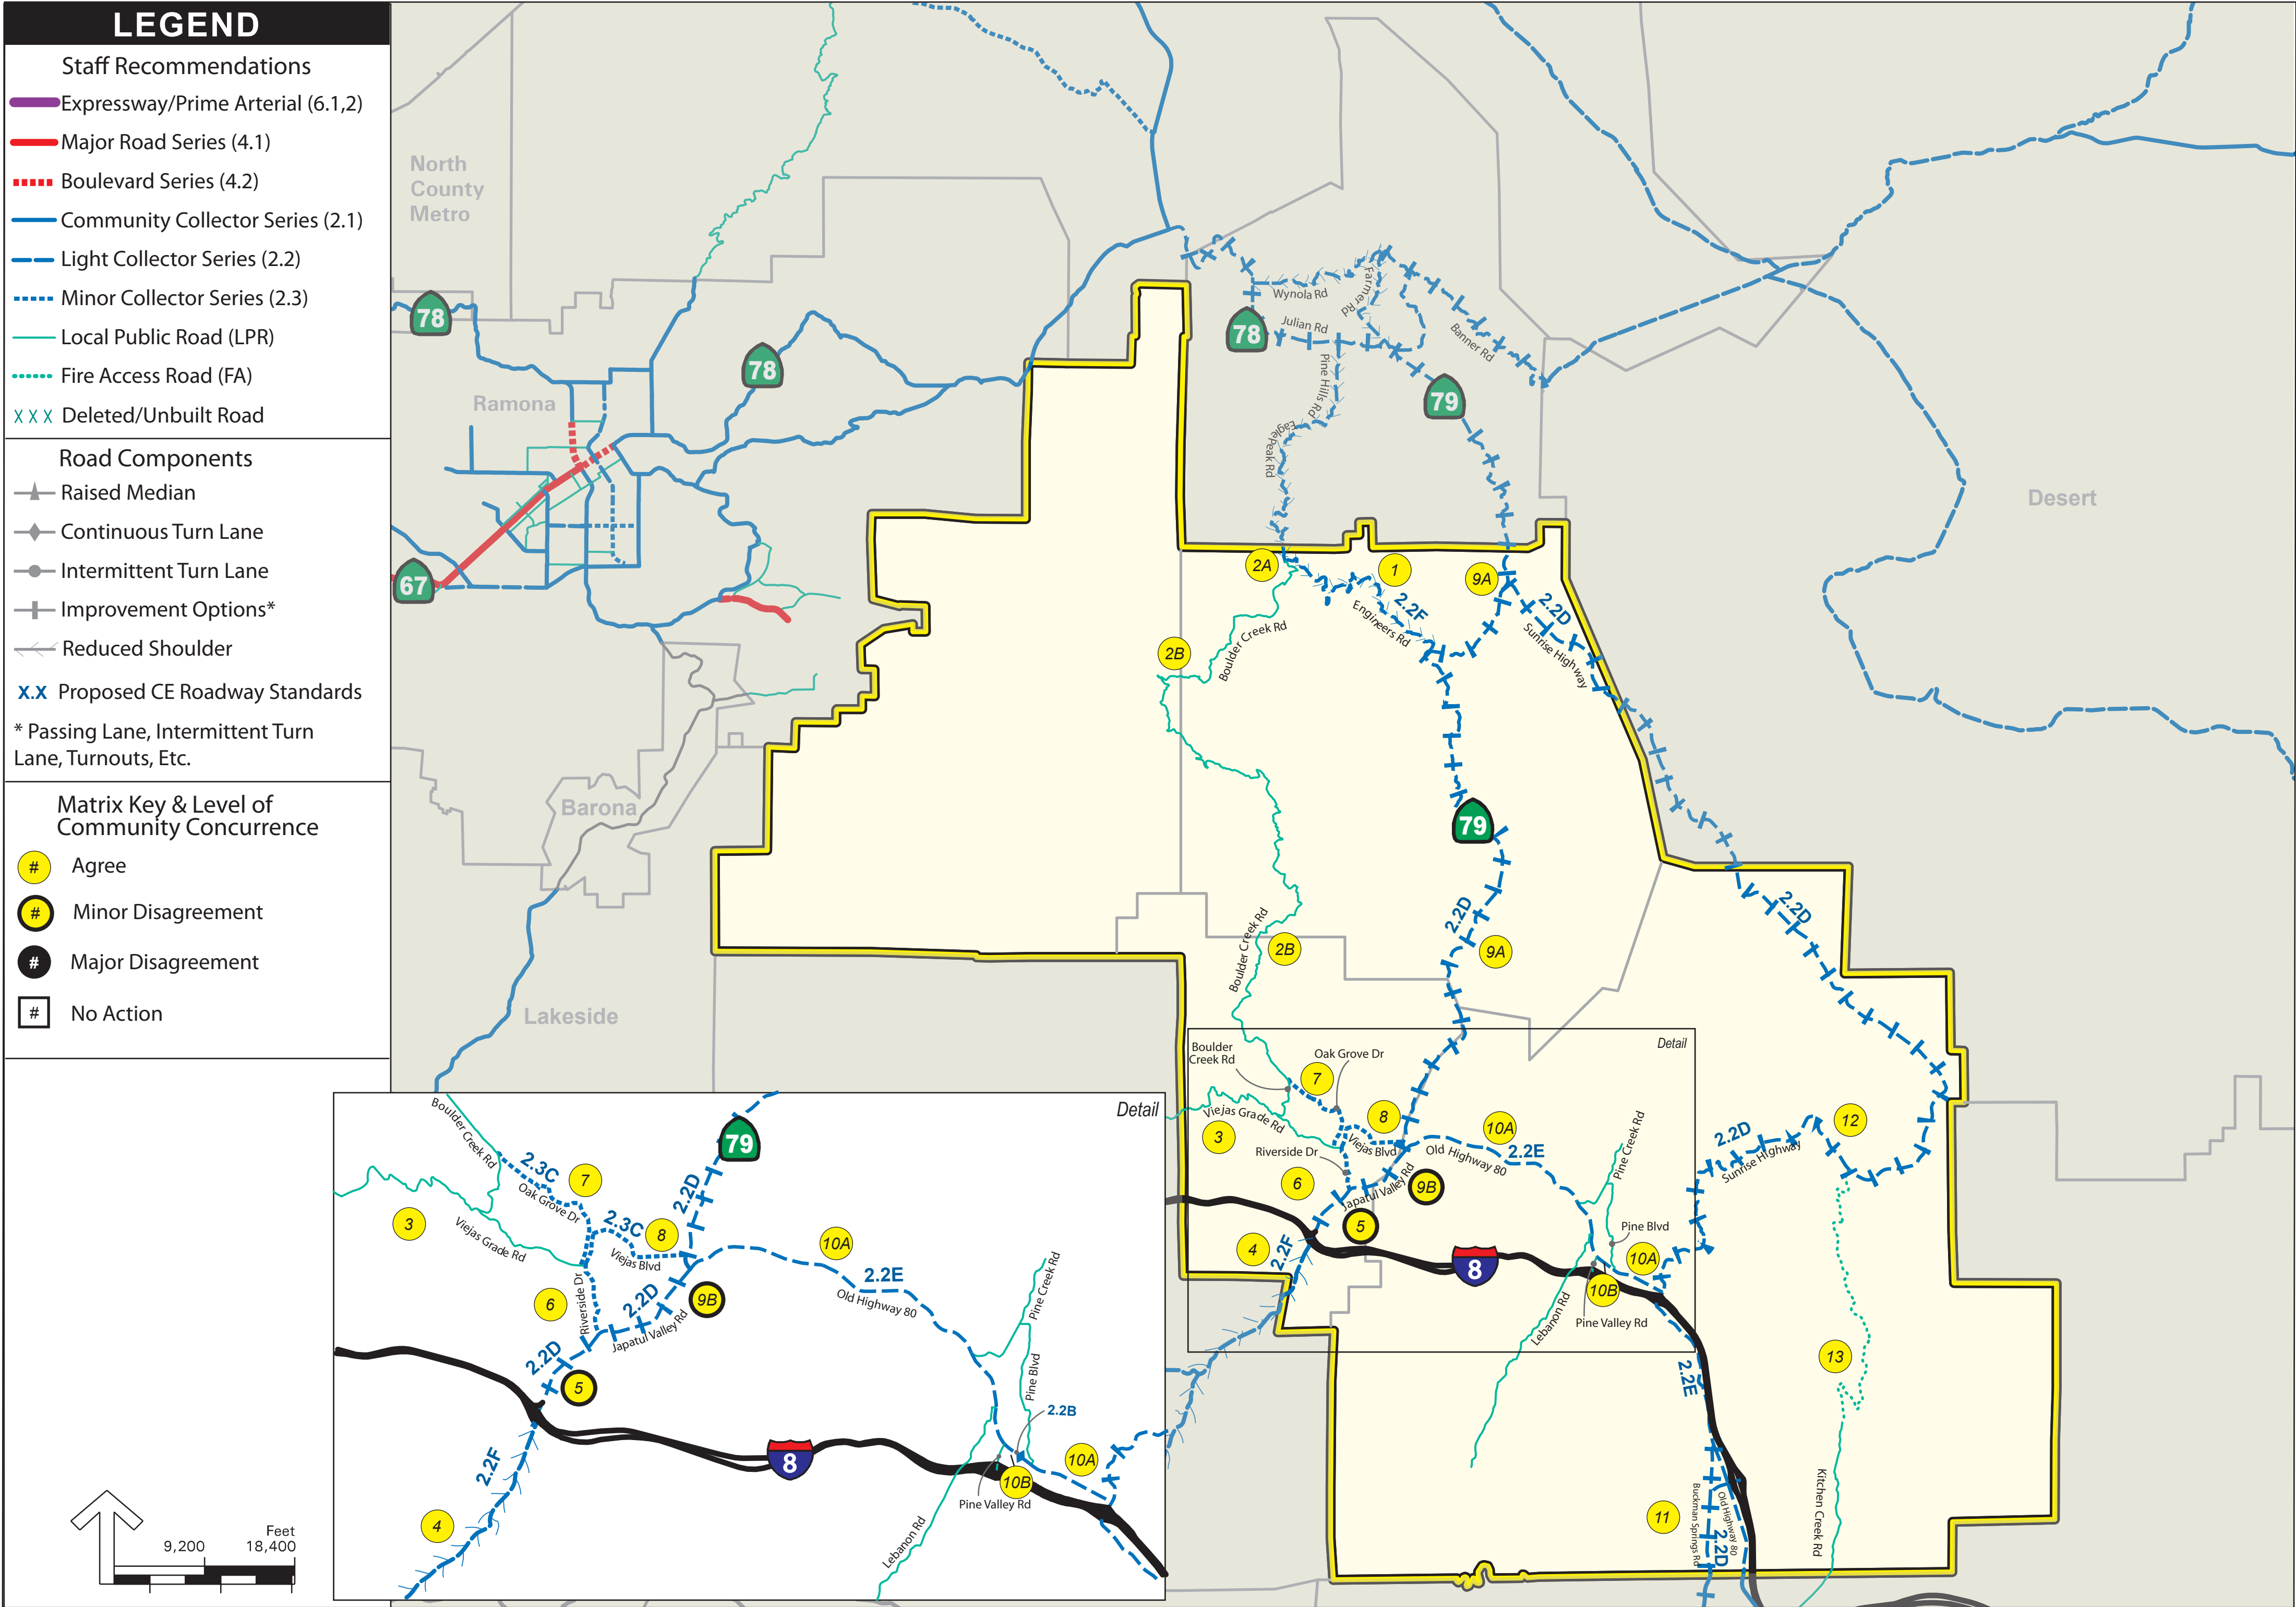 LEGEND
Staff Recommendations
Expressway/Prime Arterial (6.1,2)
Major Road Series (4.1)
Boulevard Series (4.2)
Community Collector Series (2.1)
Light Collector Series (2.2)
Minor Collector Series (2.3)
Local Public Road (LPR)
Fire Access Road (FA)
X X X Deleted/Unbuilt Road
Road Components
Raised Median
Continuous Turn Lane
Intermittent Turn Lane
Improvement Options*
Reduced Shoulder
X.X Proposed CE Roadway Standards
* Passing Lane, Intermittent Turn
Lane, Turnouts, Etc.
Matrix Key & Level of
Community Concurrence
# Agree
# Minor Disagreement
# Major Disagreement
# No Action
Feet
9,200 18,400
North
County
Metro
78
78
Ramona
67
Barona
Lakeside
Desert
78
79
Wynola Rd
Farmer Rd
Julian Rd
Banner Rd
Pine Hills Rd
Eagle Peak Rd
2A
1
9A
2.2F
Engineers Rd
2.2D
Sunrise Highway
2B
Boulder Creek Rd
79
2.2D
9A
2B
Boulder Creek Rd
2.2D
Detail
Boulder
Creek Rd
Oak Grove Dr
7
8
Viejas Grade Rd
3
Viejas Blvd
10A
2.2E
Old Highway 80
Riverside Dr
6
Japatul Valley Rd
9B
5
4
2.2F
8
Pine Creek Rd
Pine Blvd
10A
10B
Pine Valley Rd
Lebanon Rd
2.2D
Sunrise Highway
12
13
2.2E
11
Buckman Springs Rd
Old Highway 80
2.2D
Kitchen Creek Rd
Detail
Boulder Creek Rd
79
2.3C
Oak Grove Dr
7
3
Viejas Grade Rd
2.3C
8
Viejas Blvd
2.2D
10A
2.2E
Old Highway 80
6
Riverside Dr
2.2D
9B
Japatul Valley Rd
2.2D
5
2.2F
4
8
Pine Creek Rd
Pine Blvd
2.2B
10A
10B
Pine Valley Rd
Lebanon Rd